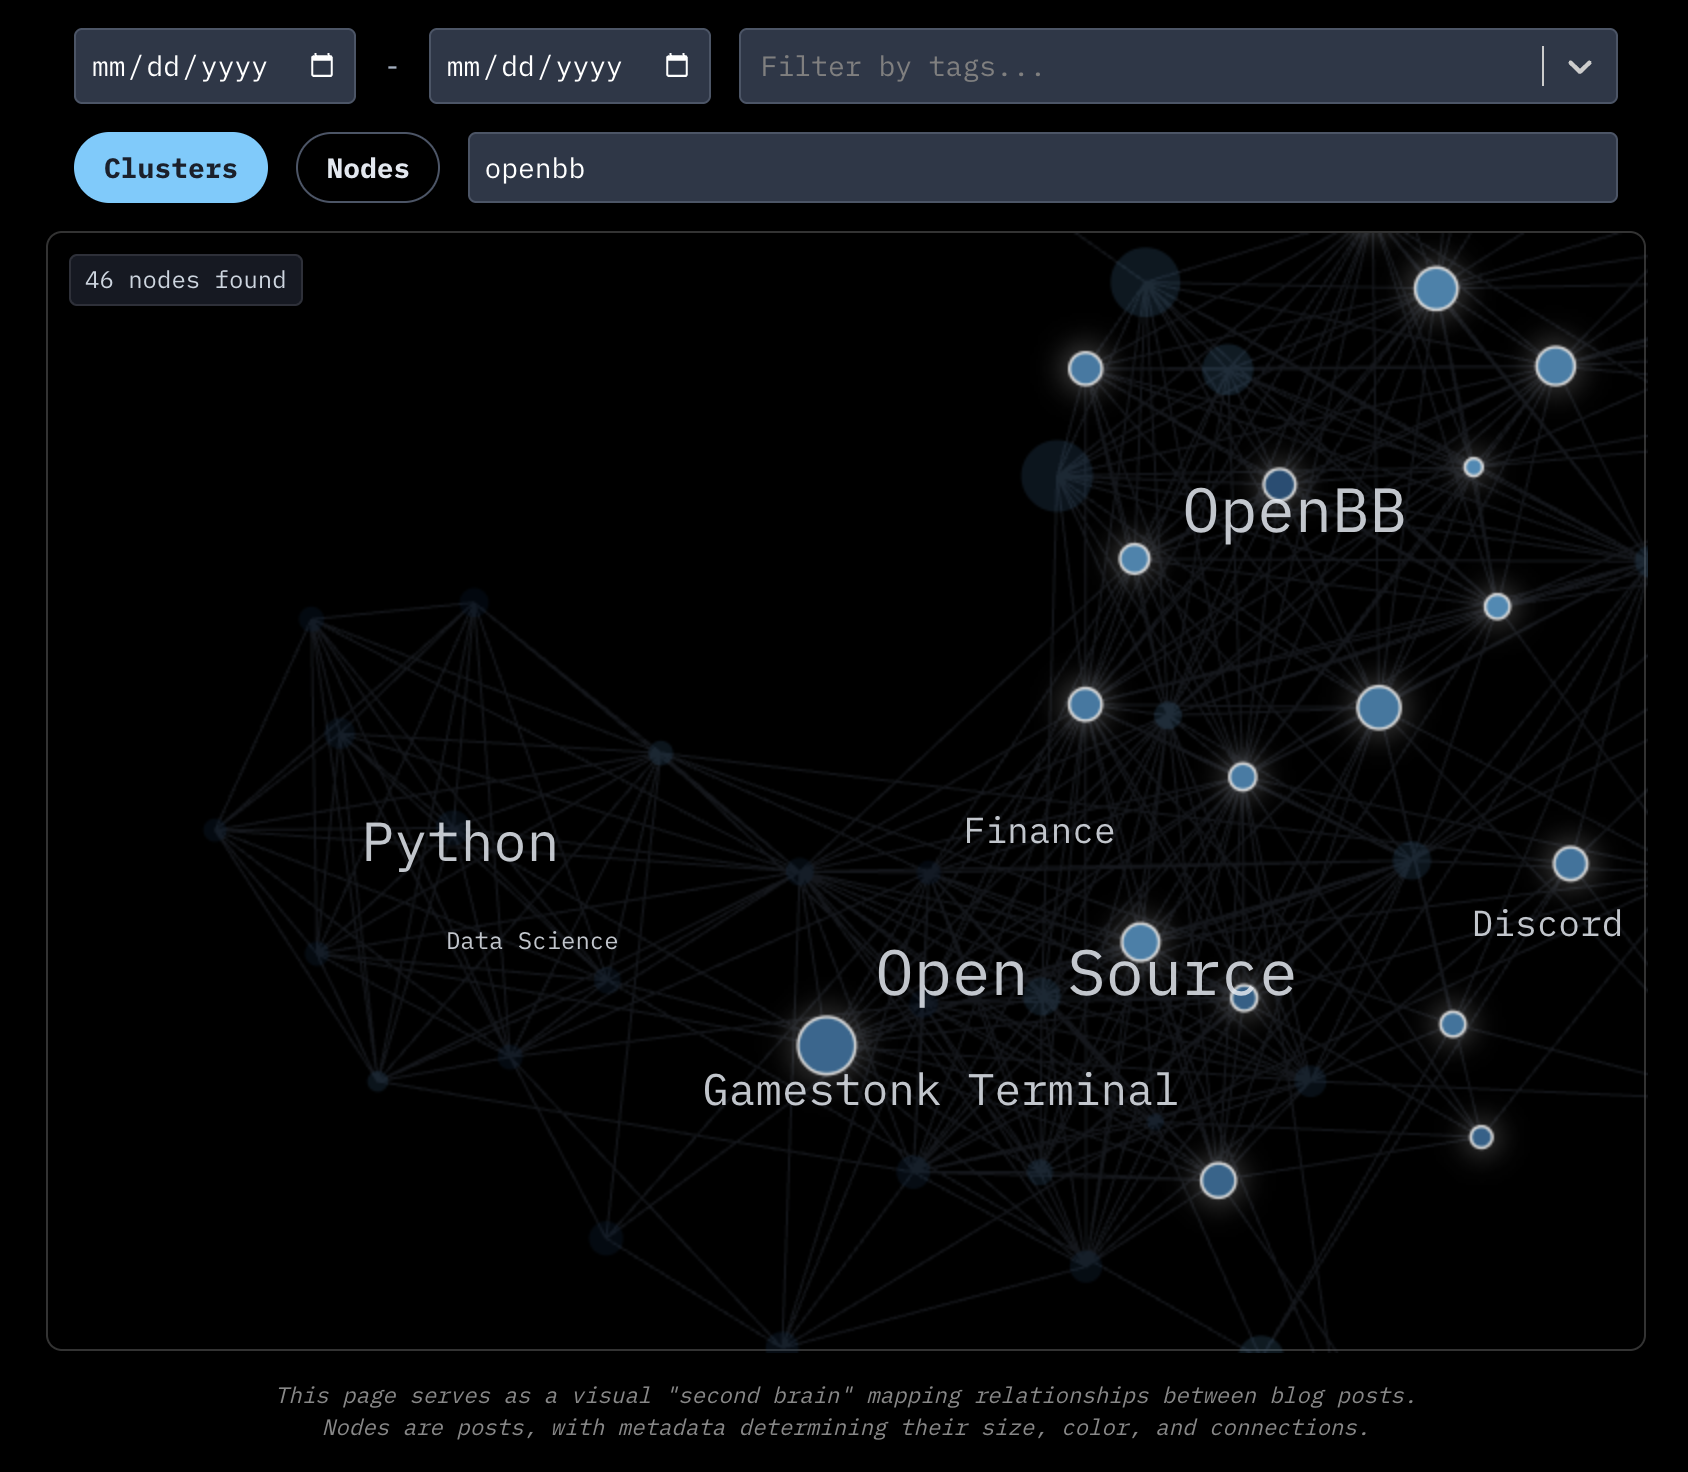 mm/dd/yyyy - mm/dd/yyyy Filter by tags...
Clusters Nodes openbb
46 nodes found
OpenBB
Python
Finance
Data Science
Discord
Open Source
Gamestonk Terminal
This page serves as a visual "second brain" mapping relationships between blog posts.
Nodes are posts, with metadata determining their size, color, and connections.